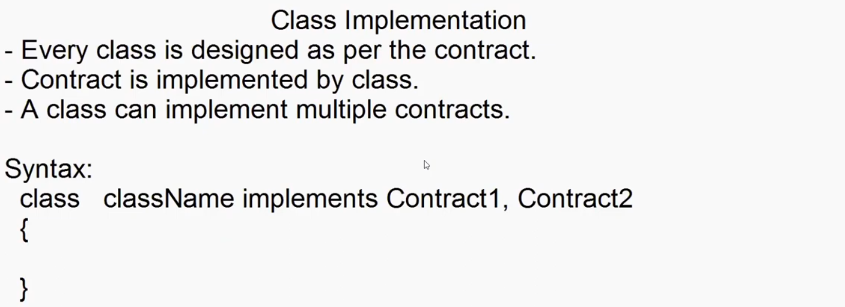 Class Implementation
- Every class is designed as per the contract.
- Contract is implemented by class.
- A class can implement multiple contracts.
Syntax:
class className implements Contract1, Contract2
{
}